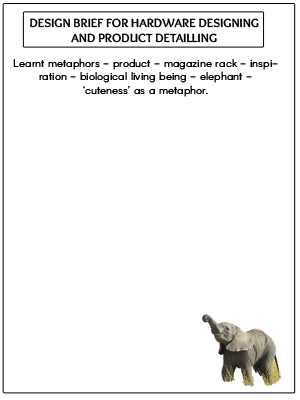 DESIGN BRIEF FOR HARDWARE DESIGNING
AND PRODUCT DETAILLING
Learnt metaphors - product - magazine rack - inspi-
ration - biological living being - elephant -
‘cuteness’ as a metaphor.